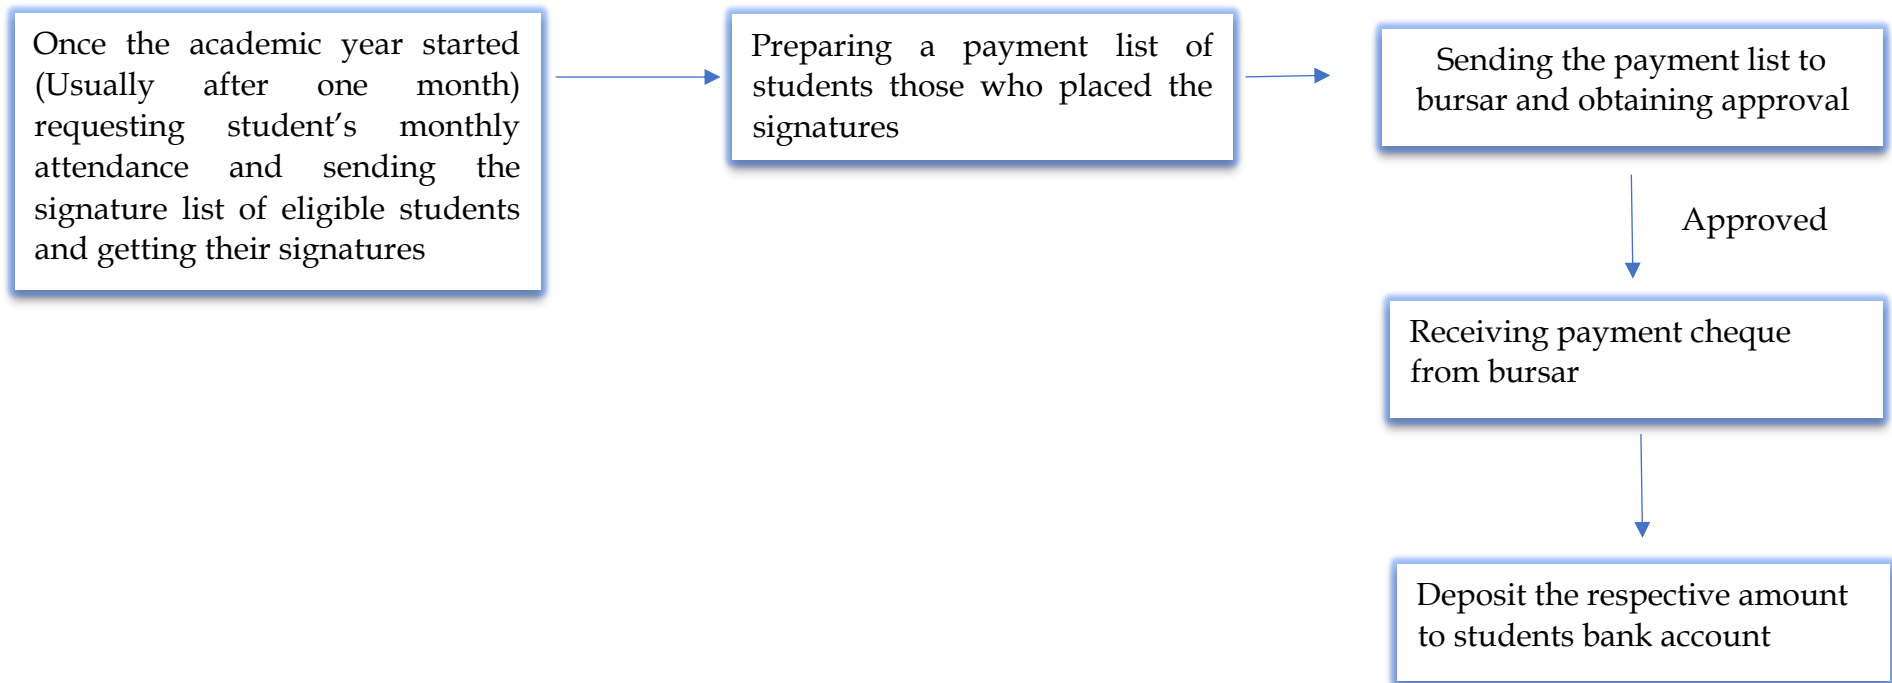 Once the academic year started
(Usually after one month)
requesting student’s monthly
attendance and sending the
signature list of eligible students
and getting their signatures
Preparing a payment list of
students those who placed the
signatures
Sending the payment list to
bursar and obtaining approval
Approved
Receiving payment cheque
from bursar
Deposit the respective amount
to students bank account